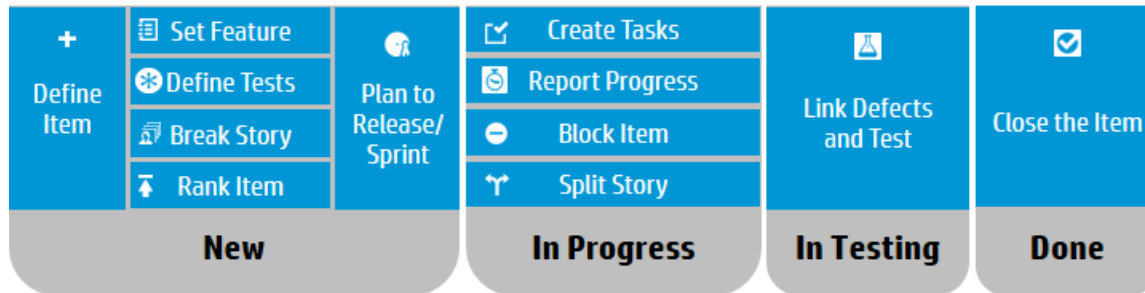 Define
Item
Set Feature
Define Tests
Break Story
Rank Item
Plan to
Release/
Sprint
New
Create Tasks
Report Progress
Block Item
Split Story
In Progress
Link Defects
and Test
In Testing
Close the Item
Done